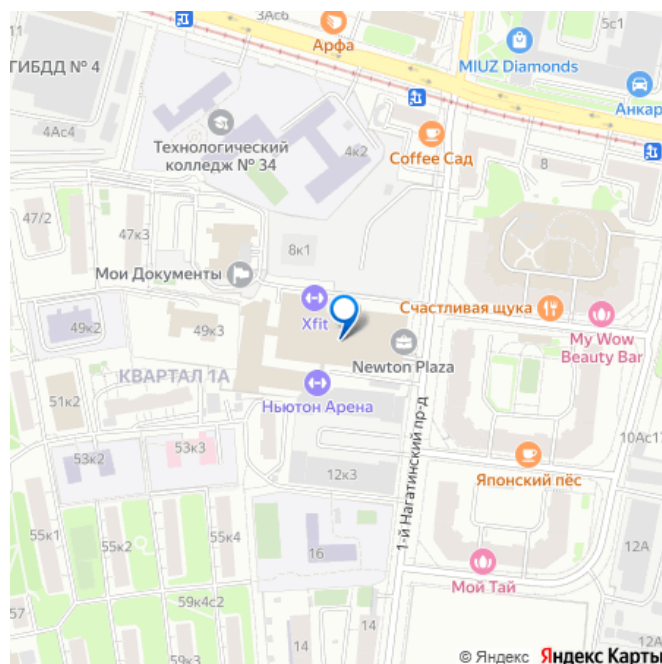 3Ас6
Арфа
5с1
ГИБДД № 4
MIUZ Diamonds
Анкар
4Ас4
Технологический
колледж № 34
4к2
Coffee Сад
8
47/2
47к3
8к1
Мои Документы
Xfit
Счастливая щука
49к2
49к3
My Wow
Beauty Bar
Newton Plaza
КВАРТАЛ 1А
51к2
Ньютон Арена
1-й Нагатинский пр-д
10Ас1
53к2
53к3
12к3
Японский пёс
55к1
55к2
55к4
16
12А
Мой Тай
57
59к4с2
14
14
12А
© Яндекс Яндекс Карты